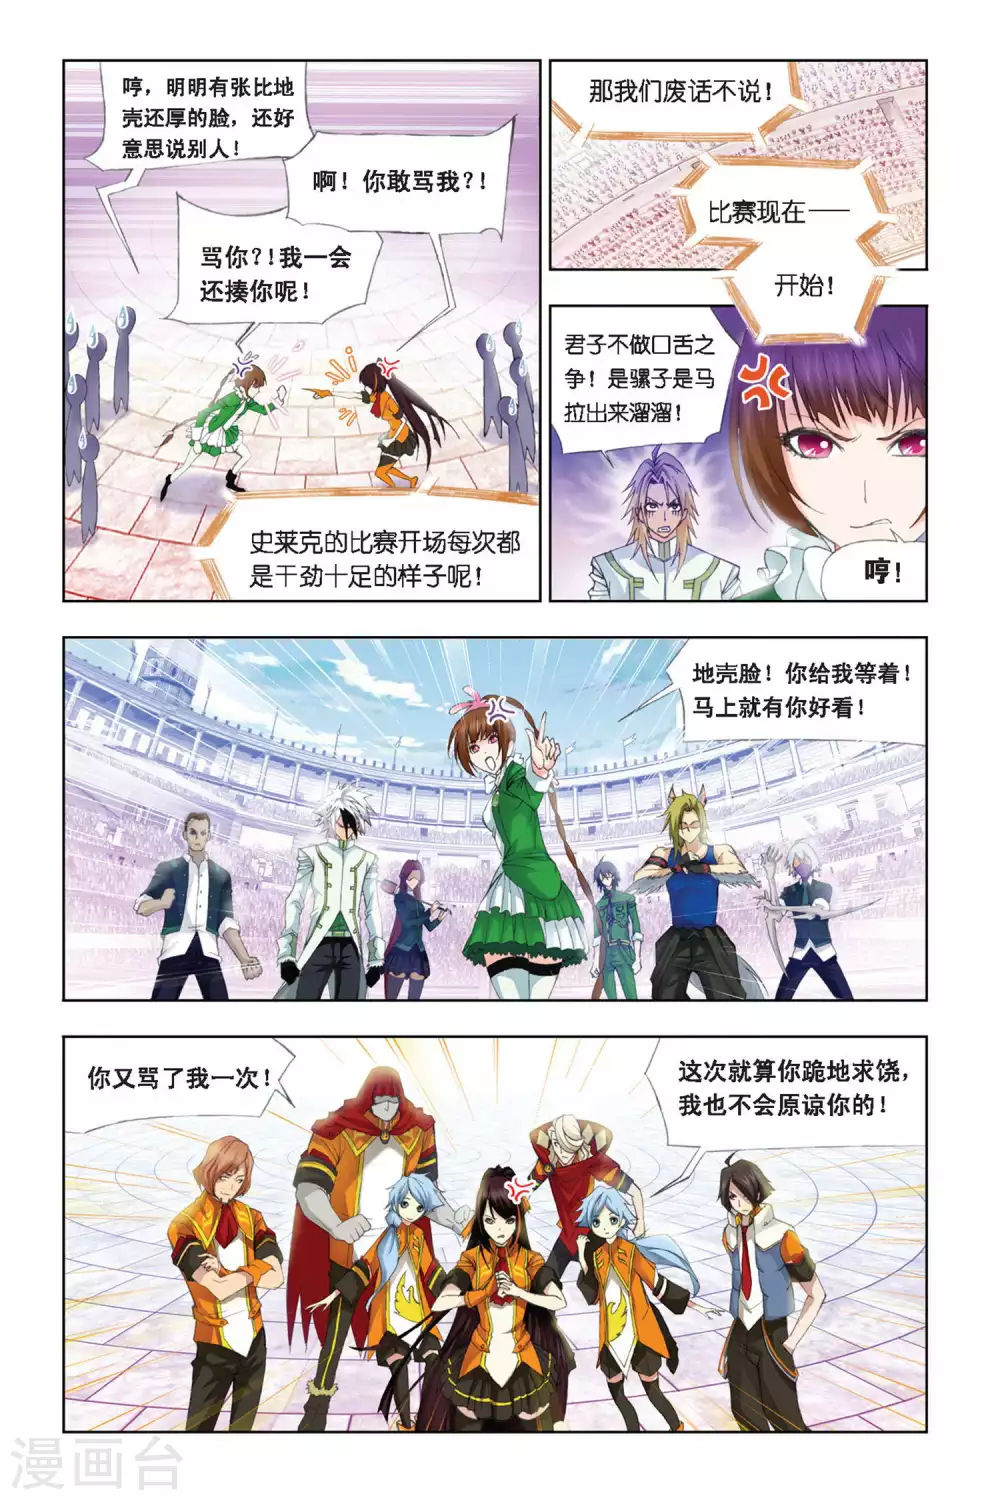 哼，明明有张比地
壳还厚的脸，还好
意思说别人！
啊！你敢骂我？！
骂你？！我一会
还揍你呢！
史莱克的比赛开场每次都
是干劲十足的样子呢！
那我们废话不说！
比赛现在——
开始！
君子不做口舌之
争！是骡子是马
拉出来溜溜！
哼！
地壳脸！你给我等着！
马上就有你好看！
你又骂了我一次！
这次就算你跪地求饶，
我也不会原谅你的！
漫画台